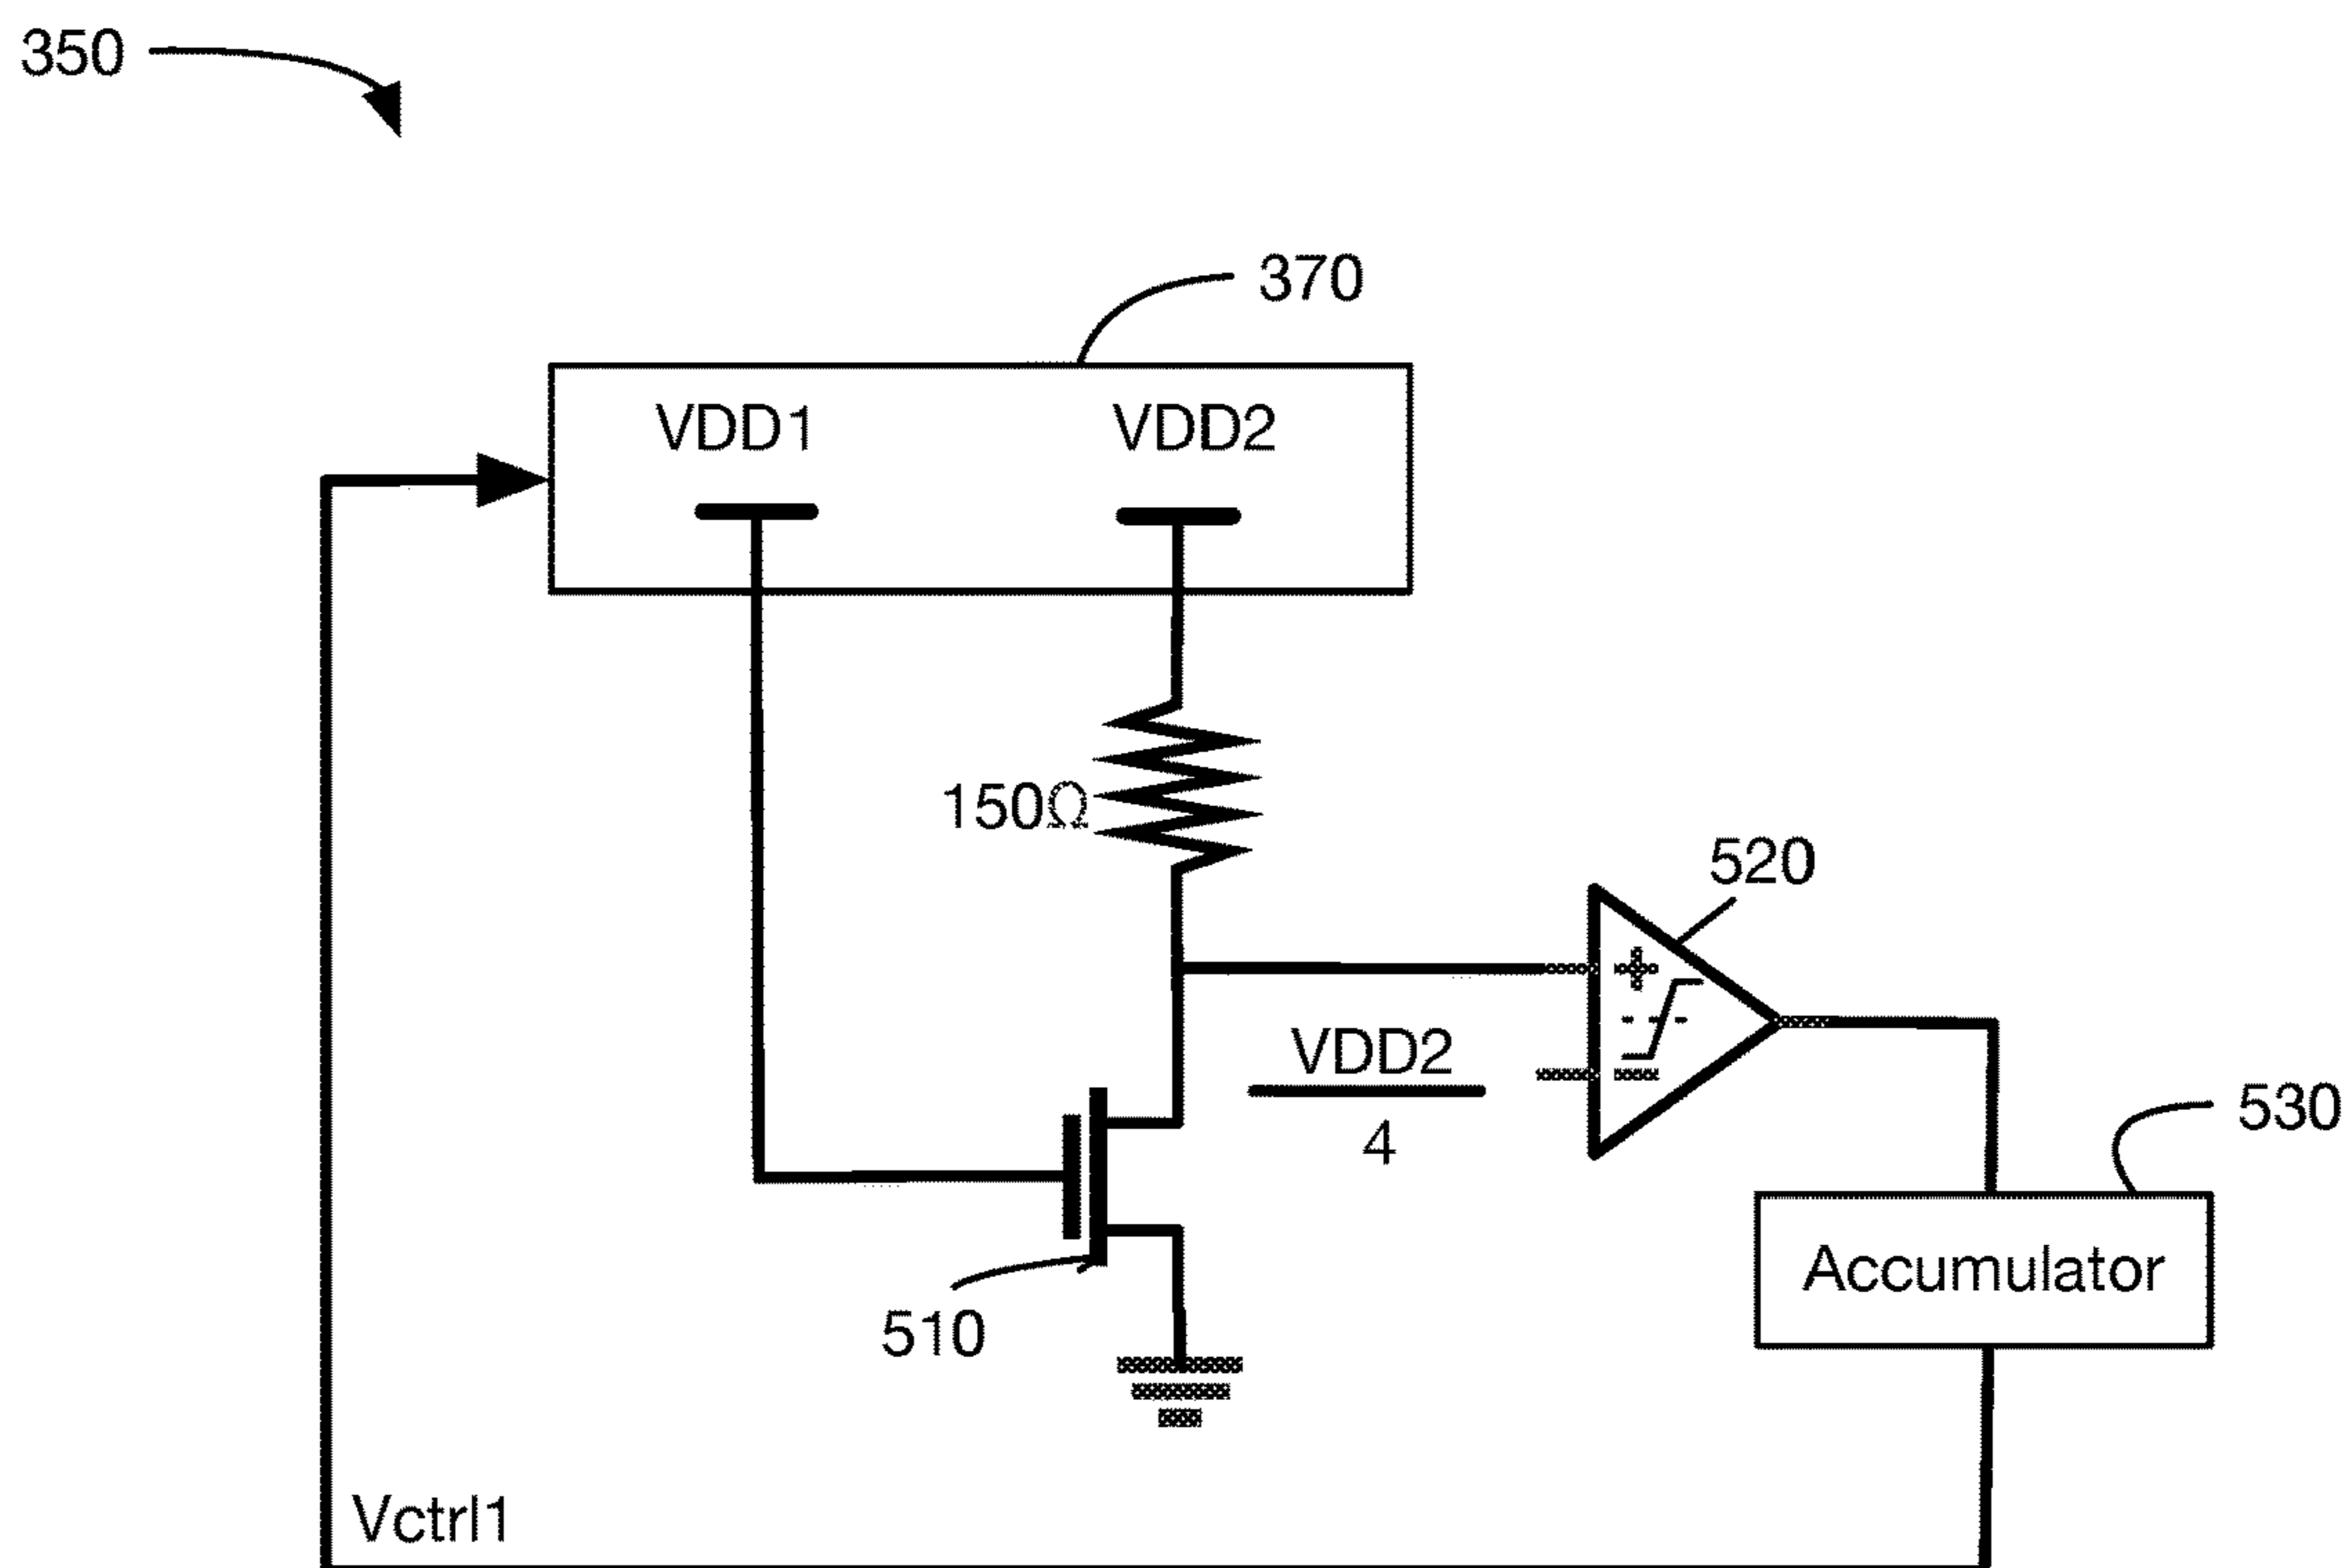 350
370
VDD1
VDD2
150Ω
520
+
VDD2
4
530
Accumulator
510
Vctrl1